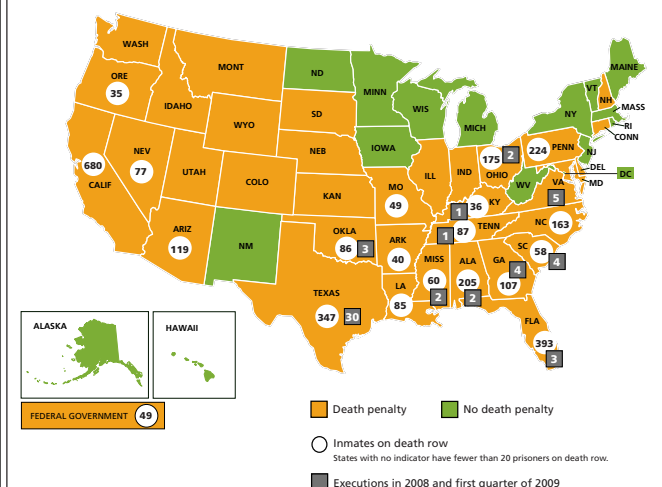 WASH
MONT
ND
MINN
MAINE
VT
NH
ORE
35
IDAHO
WYO
SD
WIS
MICH
NY
MASS
RI
CONN
NEB
IOWA
NEV
77
UTAH
COLO
680
CALIF
KAN
MO
49
ILL
IND
175
2
OHIO
224
PENN
NJ
DEL
MD
DC
WV
VA
5
1
36
KY
ARIZ
119
NM
OKLA
86
3
ARK
40
1
87
TENN
NC
163
SC
58
4
MISS
60
2
ALA
205
2
GA
4
107
TEXAS
347
30
LA
85
FLA
393
3
ALASKA
HAWAII
FEDERAL GOVERNMENT
49
Death penalty
No death penalty
Inmates on death row
States with no indicator have fewer than 20 prisoners on death row.
Executions in 2008 and first quarter of 2009